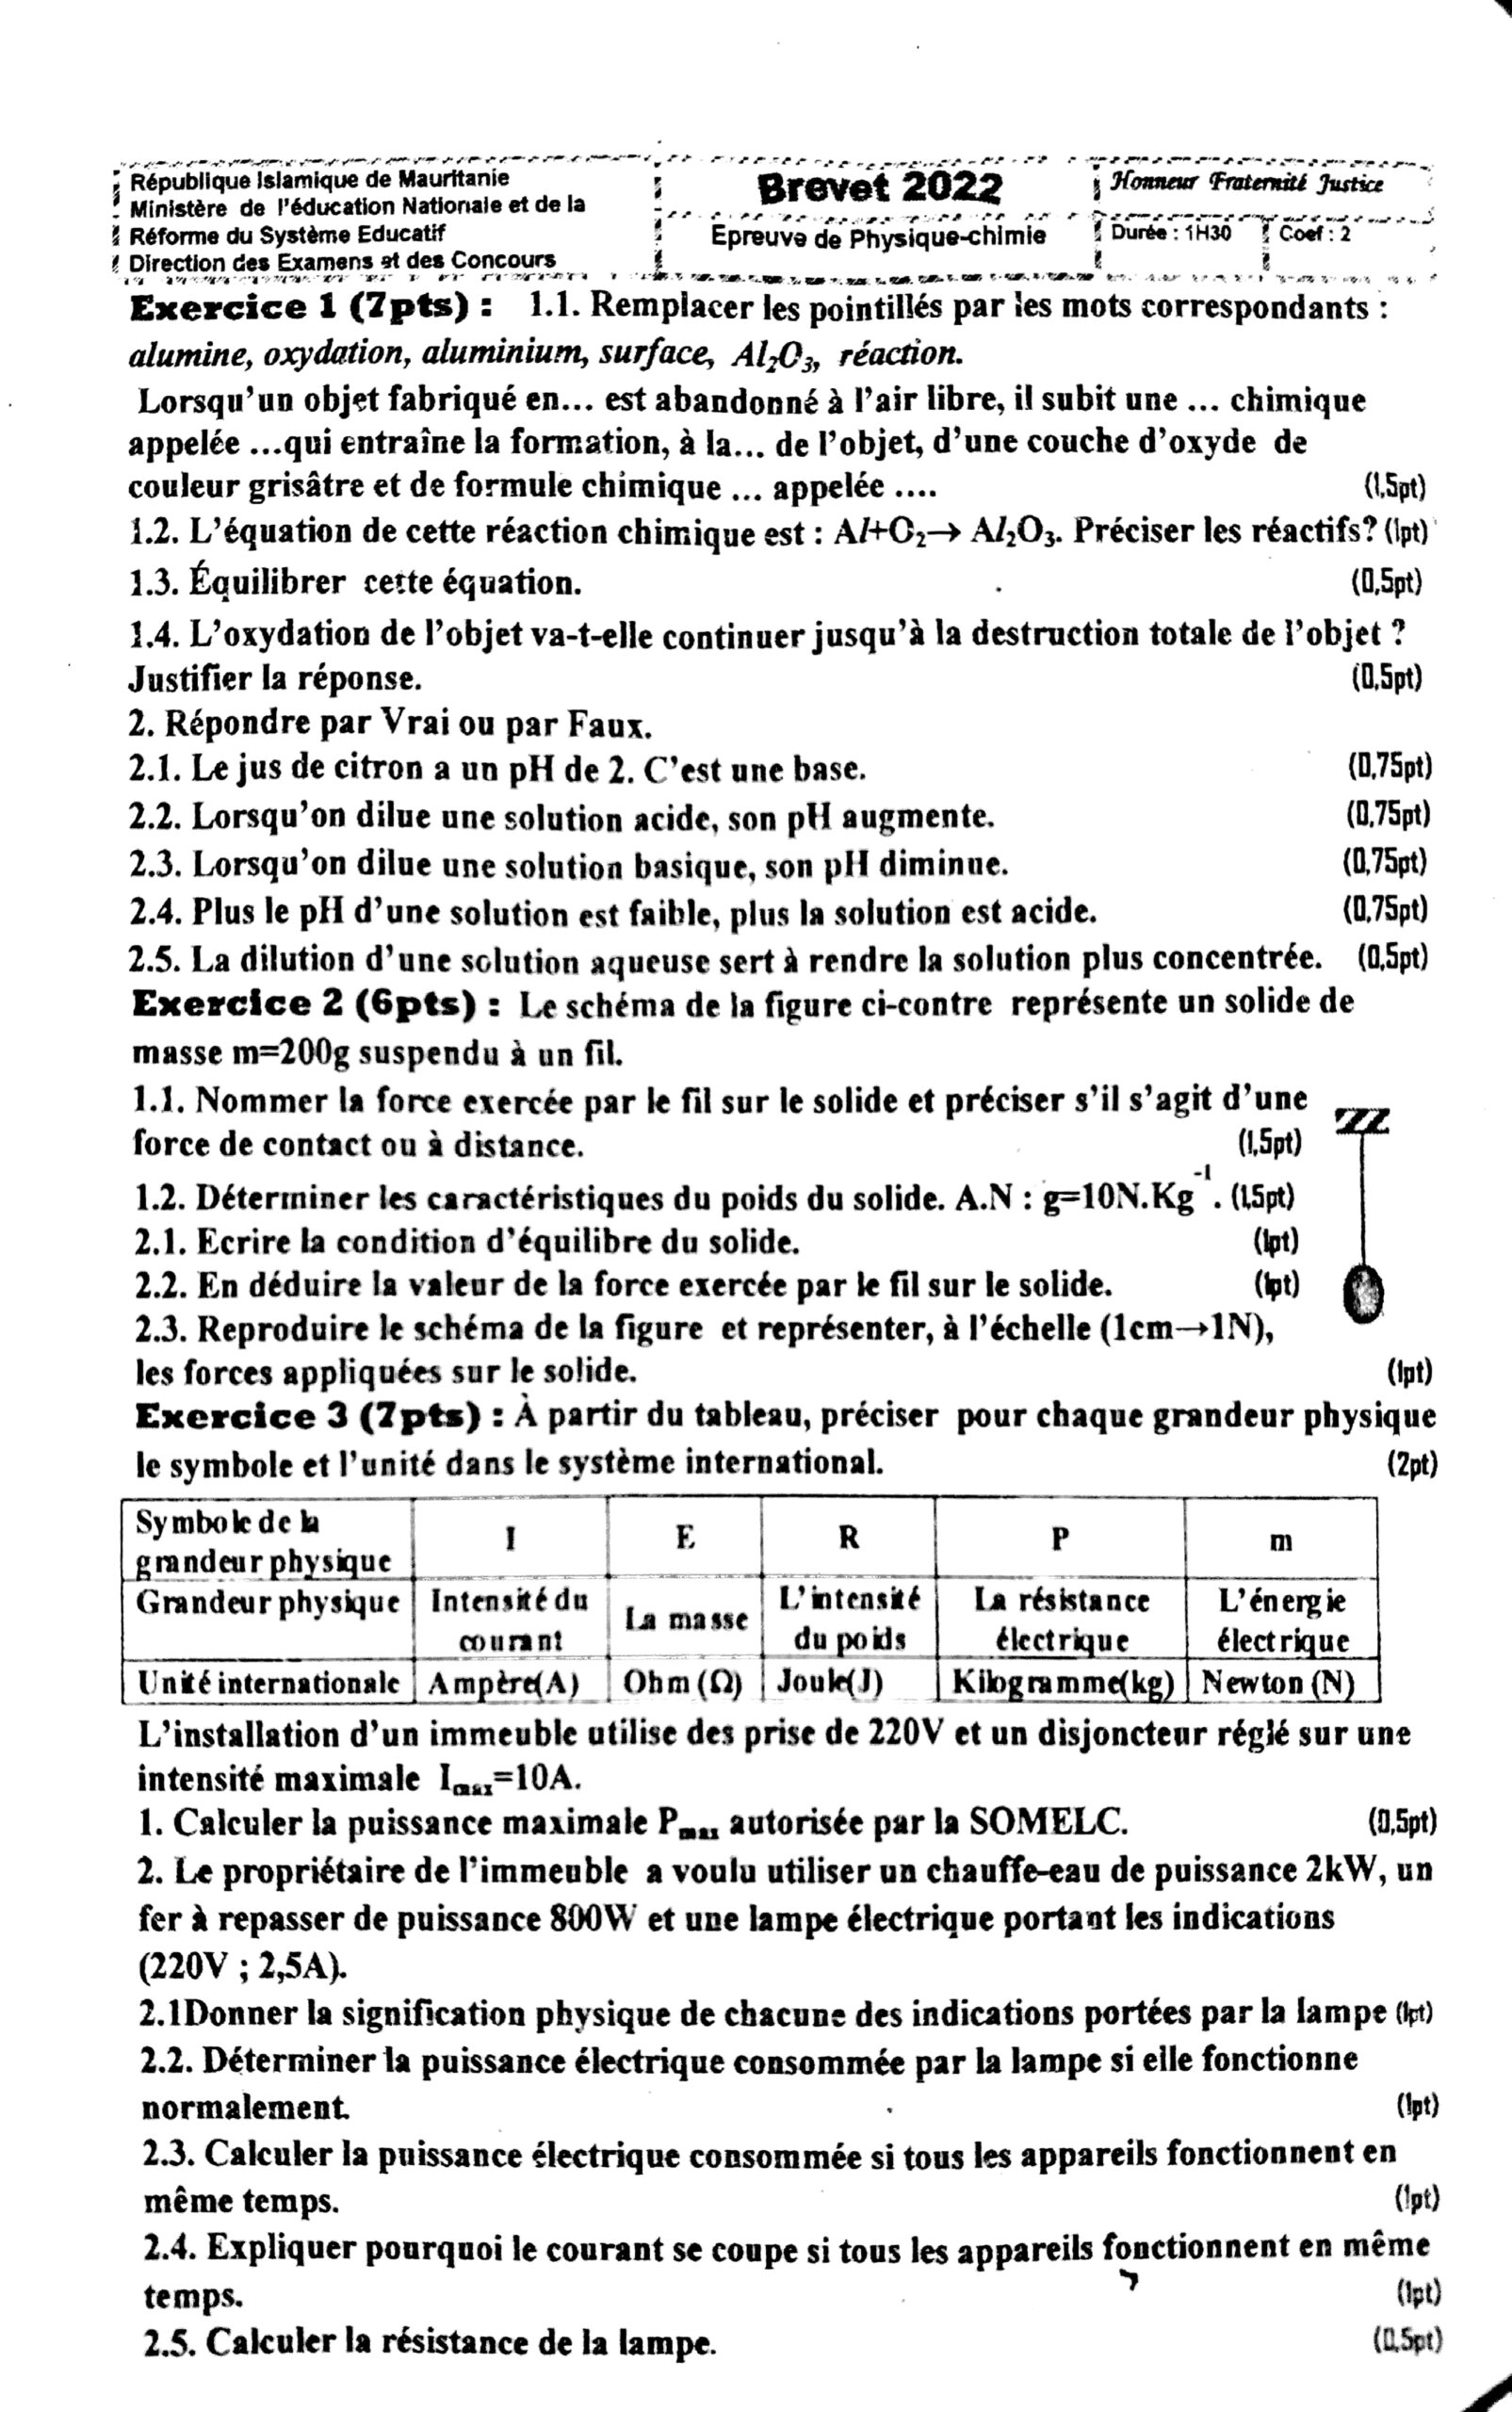 République Islamique de Mauritanie
Ministère de l'éducation Nationale et de la
Réforme du Système Educatif
Direction des Examens et des Concours
Brevet 2022
Epreuve de Physique-chimie
Honneur Fraternité Justice
Durée : 1H30 Coef : 2
Exercice 1 (7pts) : 1.1. Remplacer les pointillés par les mots correspondants :
alumine, oxydation, aluminium, surface, Al₂O₃, réaction.
Lorsqu'un objet fabriqué en... est abandonné à l'air libre, il subit une ... chimique
appelée ...qui entraîne la formation, à la... de l'objet, d'une couche d'oxyde de
couleur grisâtre et de formule chimique ... appelée .... (1,5pt)
1.2. L'équation de cette réaction chimique est : Al+O₂→ Al₂O₃. Préciser les réactifs? (1pt)
1.3. Équilibrer cette équation. (0,5pt)
1.4. L'oxydation de l'objet va-t-elle continuer jusqu'à la destruction totale de l'objet ?
Justifier la réponse. (0,5pt)
2. Répondre par Vrai ou par Faux.
2.1. Le jus de citron a un pH de 2. C'est une base. (0,75pt)
2.2. Lorsqu'on dilue une solution acide, son pH augmente. (0,75pt)
2.3. Lorsqu'on dilue une solution basique, son pH diminue. (0,75pt)
2.4. Plus le pH d'une solution est faible, plus la solution est acide. (0,75pt)
2.5. La dilution d'une solution aqueuse sert à rendre la solution plus concentrée. (0,5pt)
Exercice 2 (6pts) : Le schéma de la figure ci-contre représente un solide de
masse m=200g suspendu à un fil.
1.1. Nommer la force exercée par le fil sur le solide et préciser s'il s'agit d'une
force de contact ou à distance. (1,5pt)
1.2. Déterminer les caractéristiques du poids du solide. A.N : g=10N.Kg⁻¹. (1,5pt)
2.1. Ecrire la condition d'équilibre du solide. (1pt)
2.2. En déduire la valeur de la force exercée par le fil sur le solide. (1pt)
2.3. Reproduire le schéma de la figure et représenter, à l'échelle (1cm→1N),
les forces appliquées sur le solide. (1pt)
Exercice 3 (7pts) : À partir du tableau, préciser pour chaque grandeur physique
le symbole et l'unité dans le système international. (2pt)
Symbole de la grandeur physique I E R P m
Grandeur physique Intensité du courant La masse L'intensité du poids La résistance électrique L'énergie électrique
Unité internationale Ampère(A) Ohm (Ω) Joule(J) Kilogramme(kg) Newton (N)
L'installation d'un immeuble utilise des prise de 220V et un disjoncteur réglé sur une
intensité maximale Iₘₐₓ=10A.
1. Calculer la puissance maximale Pₘₐₓ autorisée par la SOMELC. (0,5pt)
2. Le propriétaire de l'immeuble a voulu utiliser un chauffe-eau de puissance 2kW, un
fer à repasser de puissance 800W et une lampe électrique portant les indications
(220V ; 2,5A).
2.1Donner la signification physique de chacune des indications portées par la lampe (1pt)
2.2. Déterminer la puissance électrique consommée par la lampe si elle fonctionne
normalement. (1pt)
2.3. Calculer la puissance électrique consommée si tous les appareils fonctionnent en
même temps. (1pt)
2.4. Expliquer pourquoi le courant se coupe si tous les appareils fonctionnent en même
temps. (1pt)
2.5. Calculer la résistance de la lampe. (0,5pt)